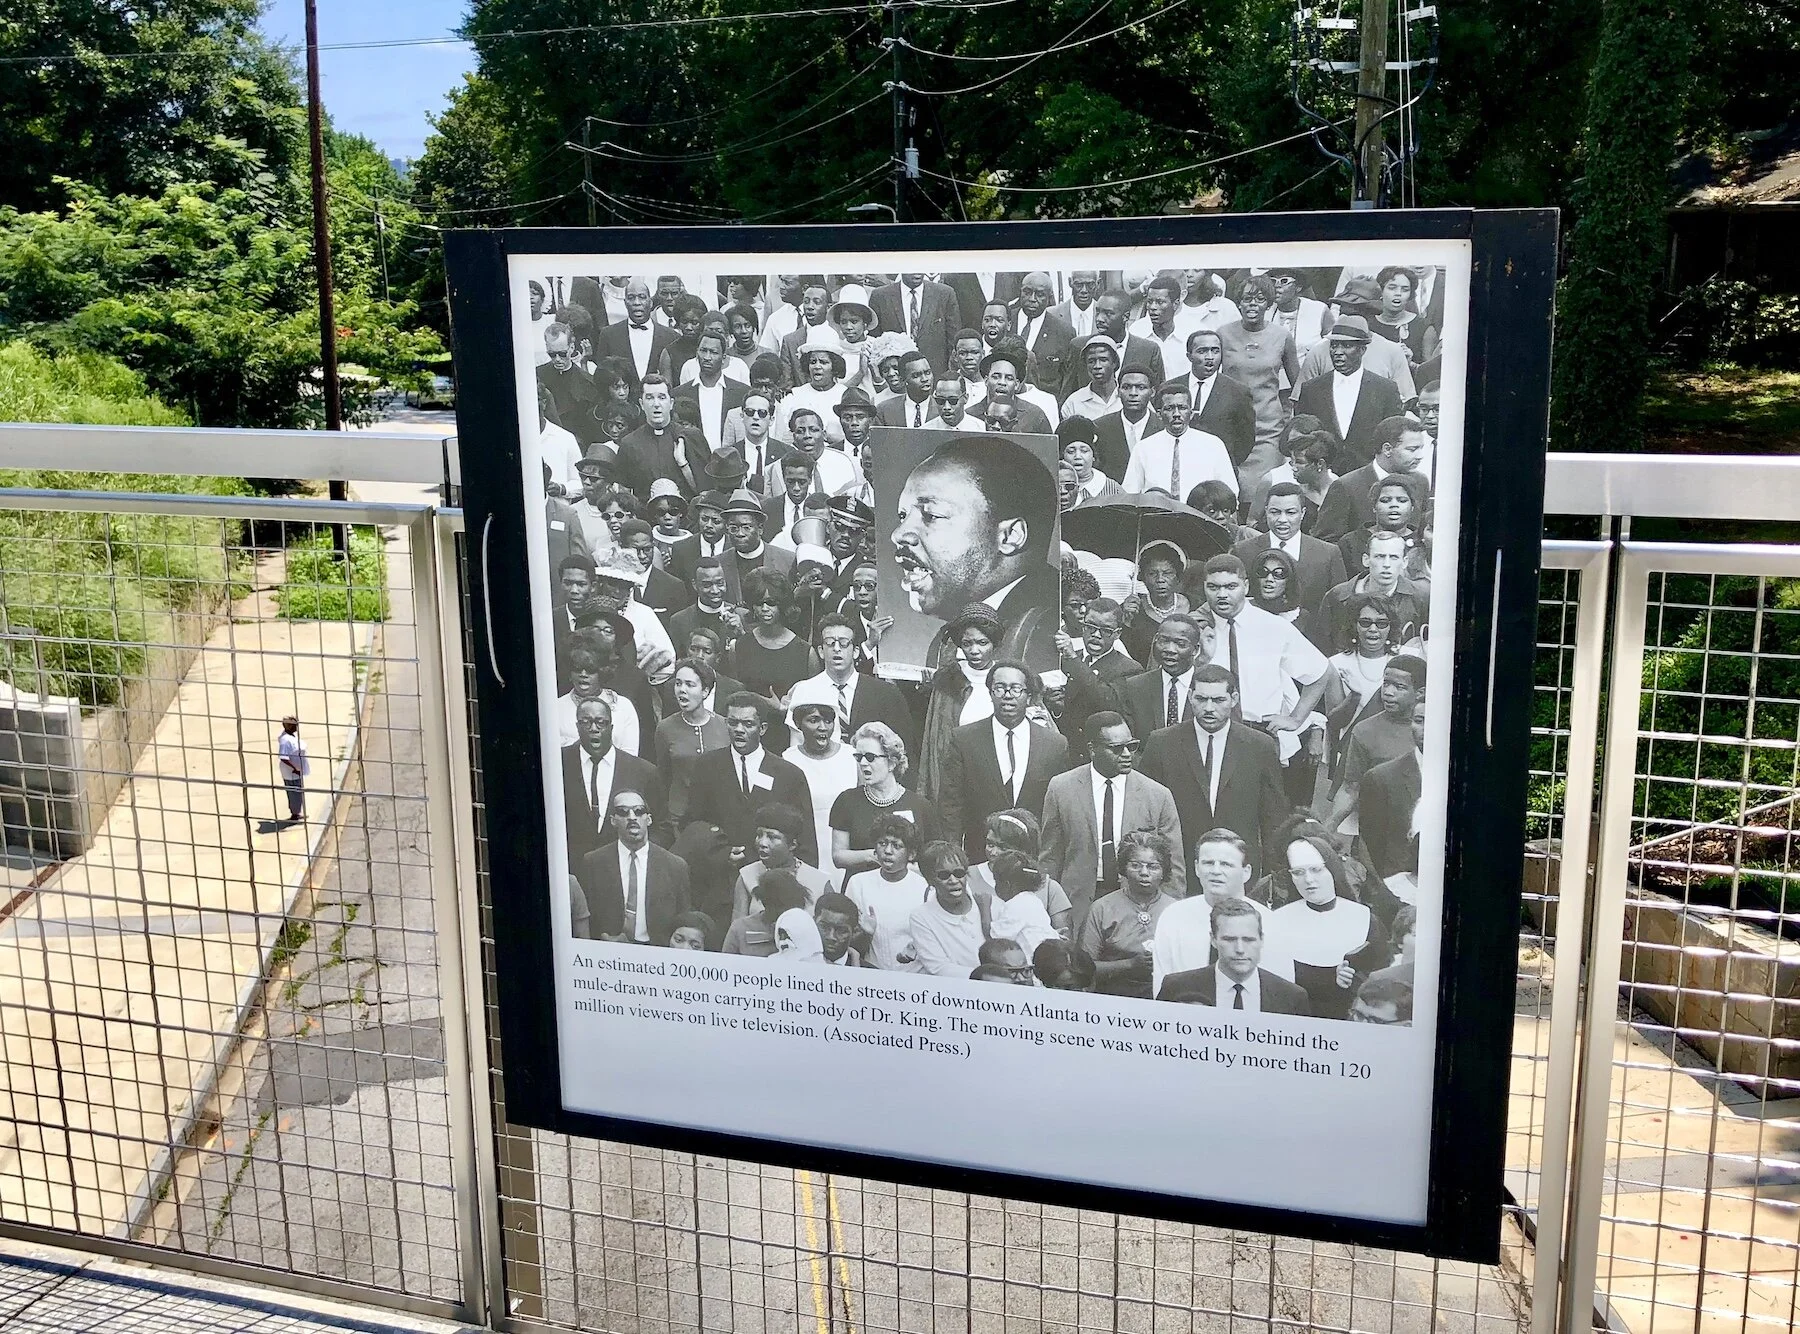 An estimated 200,000 people lined the streets of downtown Atlanta to view or to walk behind the
mule-drawn wagon carrying the body of Dr. King. The moving scene was watched by more than 120
million viewers on live television. (Associated Press.)